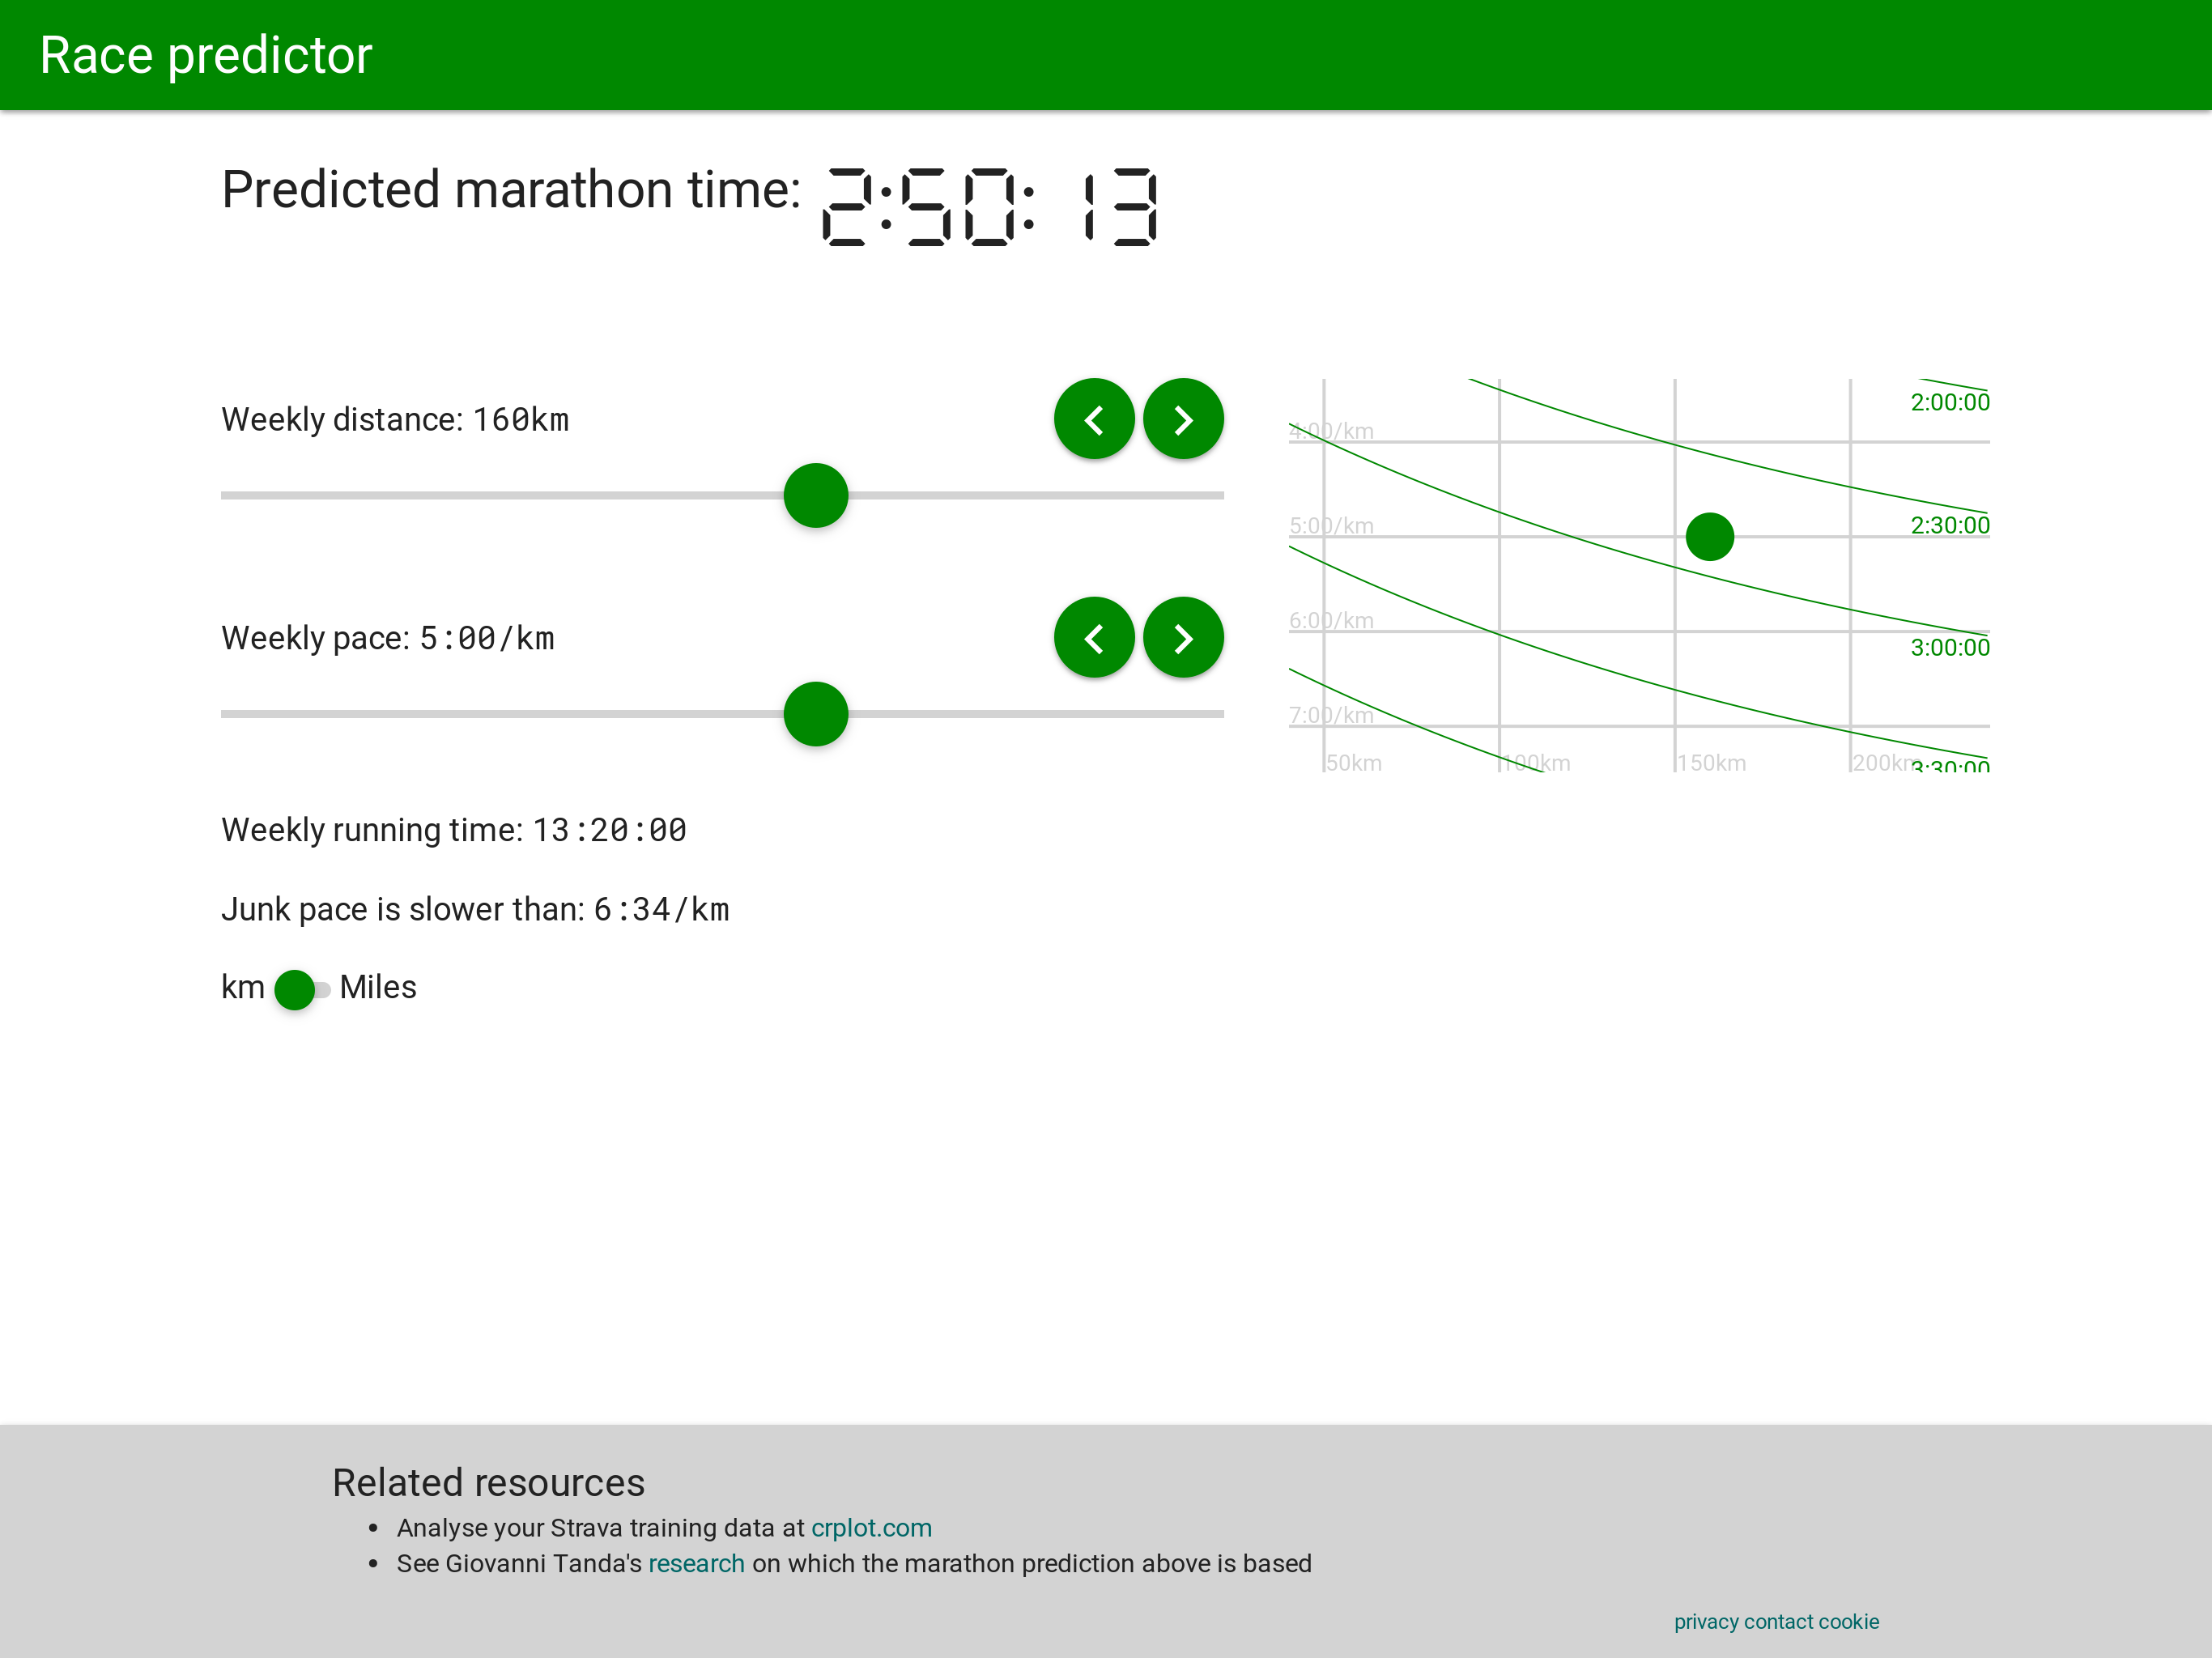 Race predictor
Predicted marathon time: 2:50:13
Weekly distance: 160km
Weekly pace: 5:00/km
Weekly running time: 13:20:00
Junk pace is slower than: 6:34/km
km Miles
2:00:00
4:00/km
5:00/km 2:30:00
6:00/km
3:00:00
7:00/km
50km 100km 150km 200km 3:30:00
Related resources
• Analyse your Strava training data at crplot.com
• See Giovanni Tanda's research on which the marathon prediction above is based
privacy contact cookie